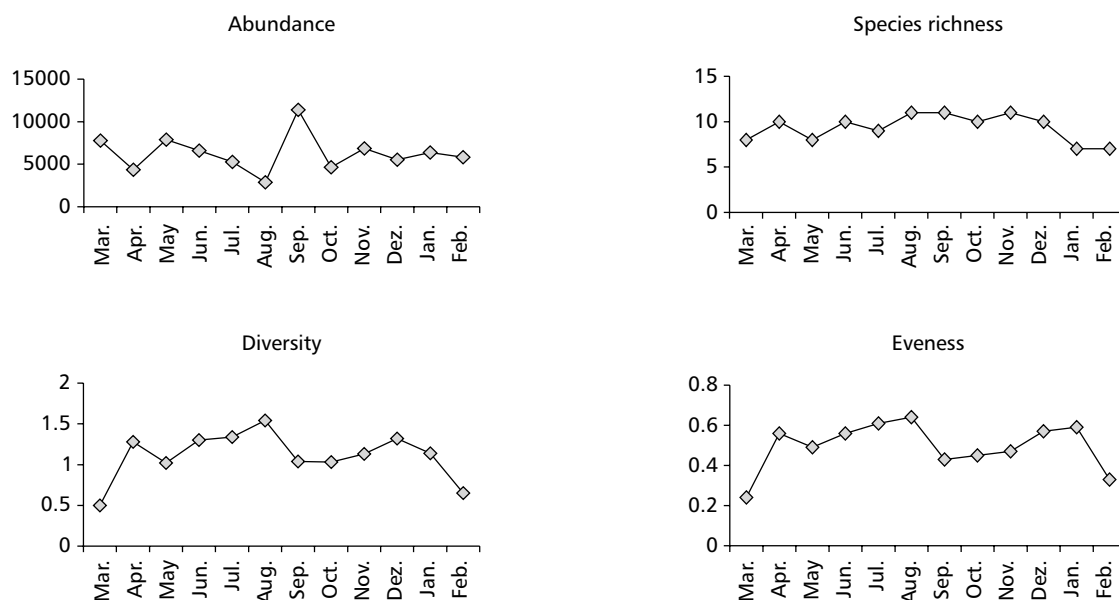 Abundance
15000
10000
5000
0
Mar.
Apr.
May
Jun.
Jul.
Aug.
Sep.
Oct.
Nov.
Dez.
Jan.
Feb.
Species richness
15
10
5
0
Mar.
Apr.
May
Jun.
Jul.
Aug.
Sep.
Oct.
Nov.
Dez.
Jan.
Feb.
Diversity
2
1.5
1
0.5
0
Mar.
Apr.
May
Jun.
Jul.
Aug.
Sep.
Oct.
Nov.
Dez.
Jan.
Feb.
Eveness
0.8
0.6
0.4
0.2
0
Mar.
Apr.
May
Jun.
Jul.
Aug.
Sep.
Oct.
Nov.
Dez.
Jan.
Feb.